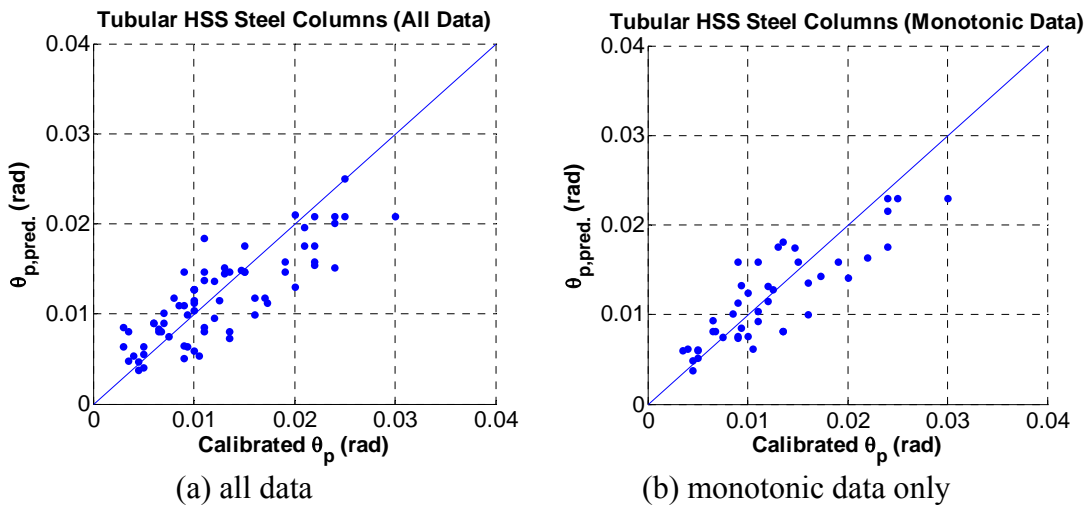 Tubular HSS Steel Columns (All Data)
0.04
0.03
0.02
0.01
0
θp,pred. (rad)
0 0.01 0.02 0.03 0.04
Calibrated θp (rad)
(a) all data
Tubular HSS Steel Columns (Monotonic Data)
0.04
0.03
0.02
0.01
0
θp,pred. (rad)
0 0.01 0.02 0.03 0.04
Calibrated θp (rad)
(b) monotonic data only